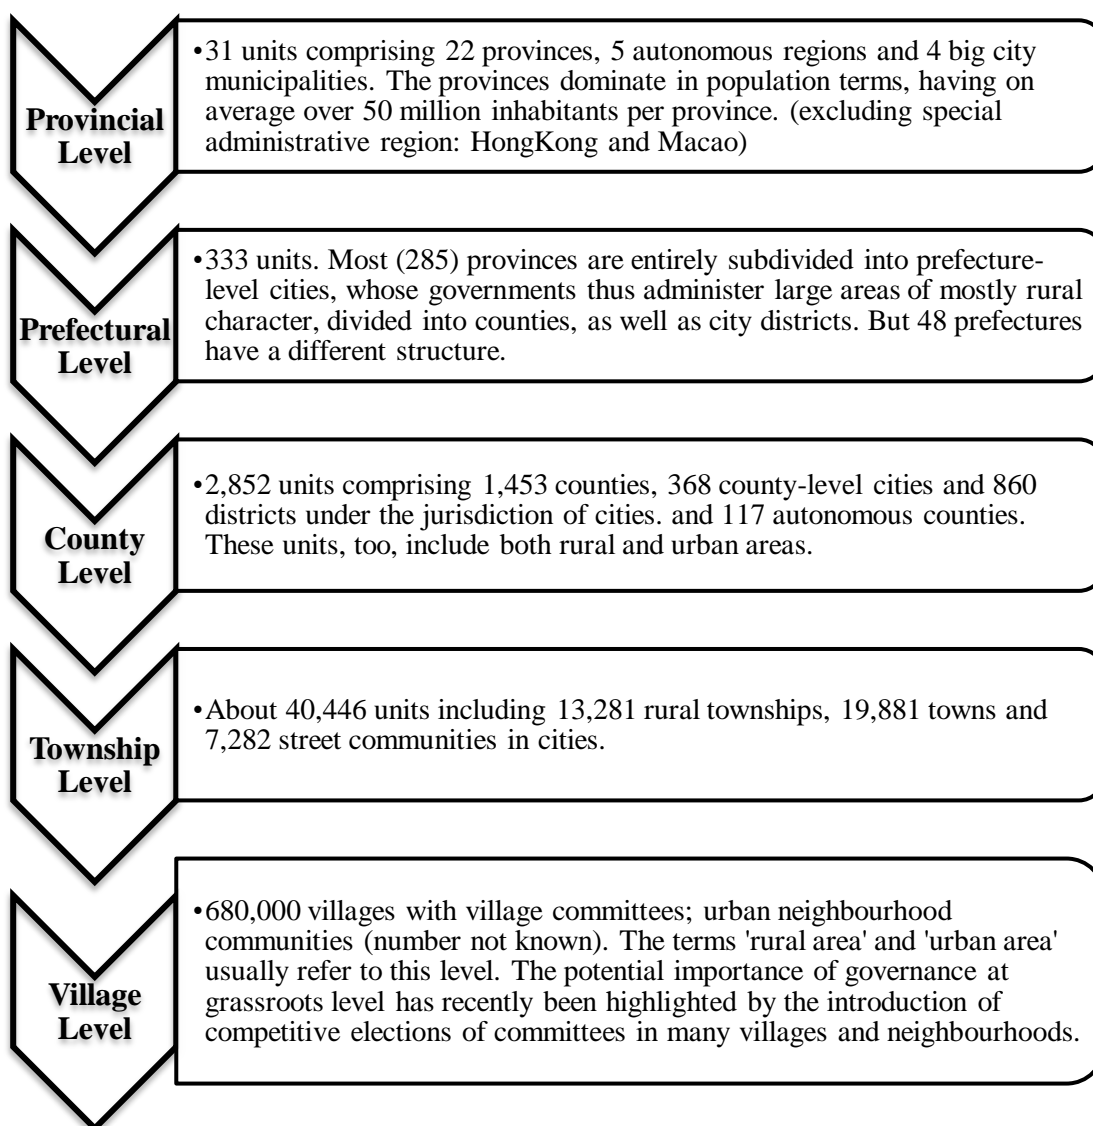 Provincial
Level
•31 units comprising 22 provinces, 5 autonomous regions and 4 big city
municipalities. The provinces dominate in population terms, having on
average over 50 million inhabitants per province. (excluding special
administrative region: HongKong and Macao)
Prefectural
Level
•333 units. Most (285) provinces are entirely subdivided into prefecture-
level cities, whose governments thus administer large areas of mostly rural
character, divided into counties, as well as city districts. But 48 prefectures
have a different structure.
County
Level
•2,852 units comprising 1,453 counties, 368 county-level cities and 860
districts under the jurisdiction of cities. and 117 autonomous counties.
These units, too, include both rural and urban areas.
Township
Level
•About 40,446 units including 13,281 rural townships, 19,881 towns and
7,282 street communities in cities.
Village
Level
•680,000 villages with village committees; urban neighbourhood
communities (number not known). The terms 'rural area' and 'urban area'
usually refer to this level. The potential importance of governance at
grassroots level has recently been highlighted by the introduction of
competitive elections of committees in many villages and neighbourhoods.